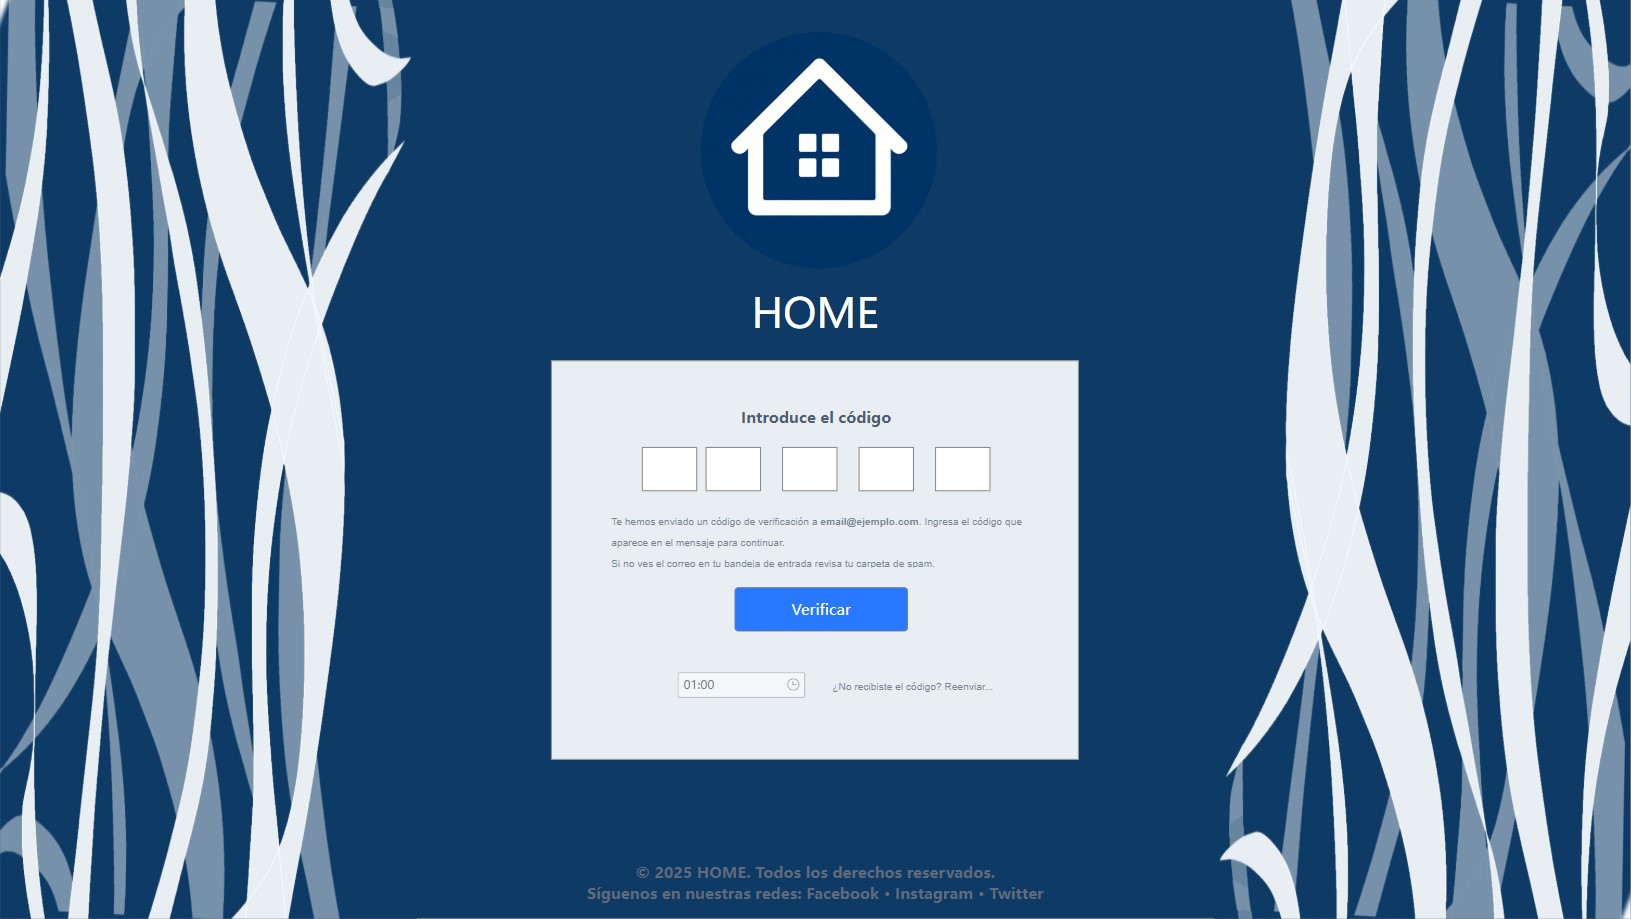 HOME
Introduce el código
Te hemos enviado un código de verificación a email@ejemplo.com. Ingresa el código que
aparece en el mensaje para continuar.
Si no ves el correo en tu bandeja de entrada revisa tu carpeta de spam.
Verificar
01:00 ¿No recibiste el código? Reenviar...
© 2025 HOME. Todos los derechos reservados.
Síguenos en nuestras redes: Facebook • Instagram • Twitter